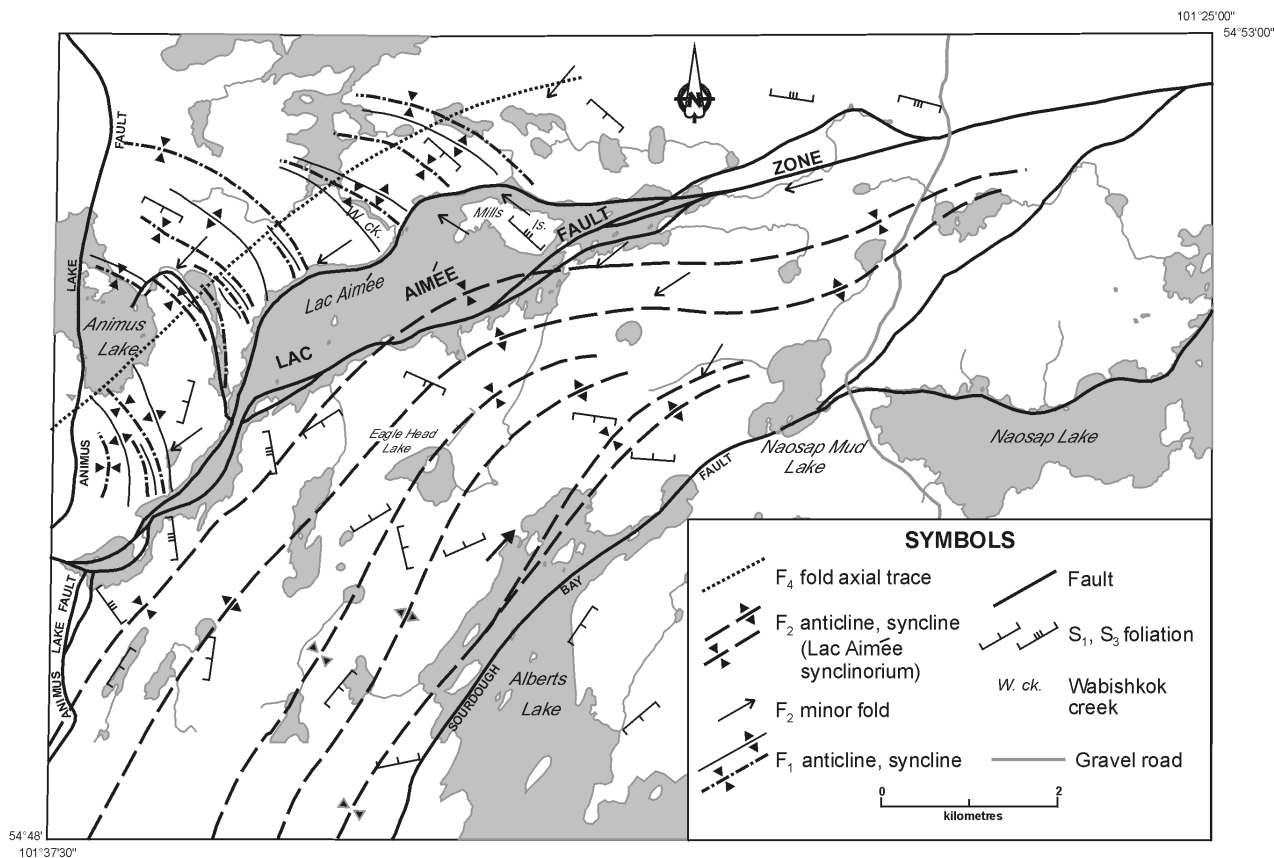 101°25'00"
54°53'00"
N
FAULT
ZONE
W. ck.
Mills
Is.
FAULT
LAKE
AIMÉE
Lac Aimée
Animus
Lake
LAC
ANIMUS
Eagle Head
Lake
Naosap Mud
Lake
Naosap Lake
FAULT
BAY
SOURDOUGH
Alberts
Lake
ANIMUS LAKE FAULT
SYMBOLS
F4 fold axial trace
F2 anticline, syncline
(Lac Aimée
synclinorium)
F2 minor fold
F1 anticline, syncline
Fault
S1, S3 foliation
W. ck.
Wabishkok
creek
Gravel road
0
2
kilometres
54°48'
101°37'30"